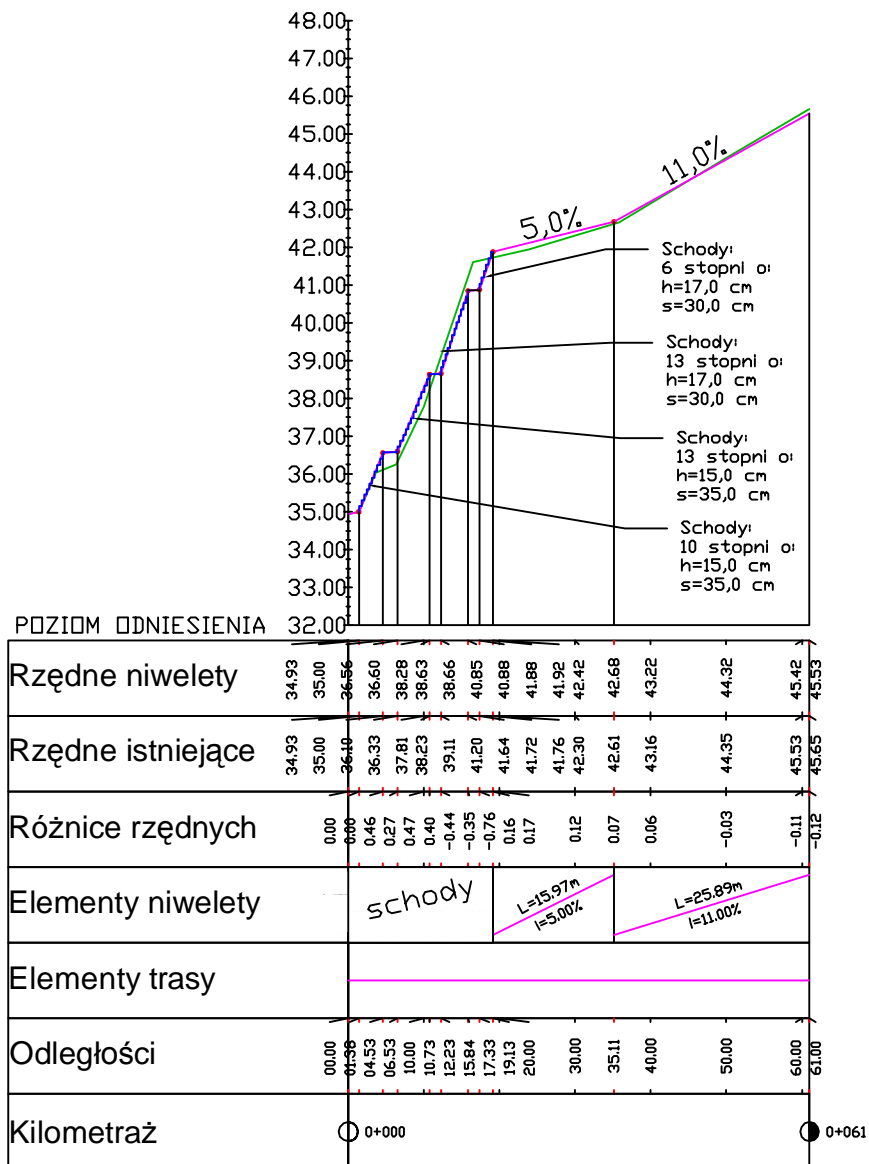 48.00
47.00
46.00
45.00
44.00
43.00
42.00
41.00
40.00
39.00
38.00
37.00
36.00
35.00
34.00
33.00
32.00
5,0%
11,0%
Schody:
6 stopni o:
h=17,0 cm
s=30,0 cm
Schody:
13 stopni o:
h=17,0 cm
s=30,0 cm
Schody:
13 stopni o:
h=15,0 cm
s=35,0 cm
Schody:
10 stopni o:
h=15,0 cm
s=35,0 cm
POZIOM ODNIESIENIA
Rzędne niwelety 34.93 35.00 36.56 36.60 38.28 38.63 38.66 40.85 40.88 41.88 41.92 42.42 42.68 43.22 44.32 45.42 45.53
Rzędne istniejące 34.93 35.00 36.10 36.33 37.81 38.23 39.11 41.20 41.64 41.72 41.76 42.30 42.61 43.16 44.35 45.53 45.65
Różnice rzędnych 0.00 0.00 0.46 0.27 0.47 0.40 -0.44 -0.35 -0.76 0.16 0.17 0.12 0.07 0.06 -0.03 -0.11 -0.12
Elementy niwelety schody L=15.97m I=5.00% L=25.89m I=11.00%
Elementy trasy
Odległości 00.00 01.38 04.53 06.53 10.00 10.73 12.23 15.84 17.33 19.13 20.00 30.00 35.11 40.00 50.00 60.00 61.00
Kilometraż 0+000 0+061